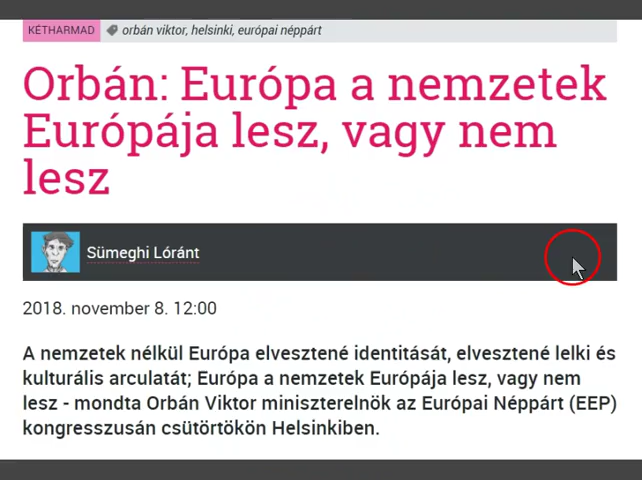 KÉTHARMAD orbán viktor, helsinki, európai néppárt
Orbán: Európa a nemzetek
Európája lesz, vagy nem
lesz
Sümeghi Lóránt
2018. november 8. 12:00
A nemzetek nélkül Európa elvesztené identitását, elvesztené lelki és
kulturális arculatát; Európa a nemzetek Európája lesz, vagy nem
lesz - mondta Orbán Viktor miniszterelnök az Európai Néppárt (EEP)
kongresszusán csütörtökön Helsinkiben.